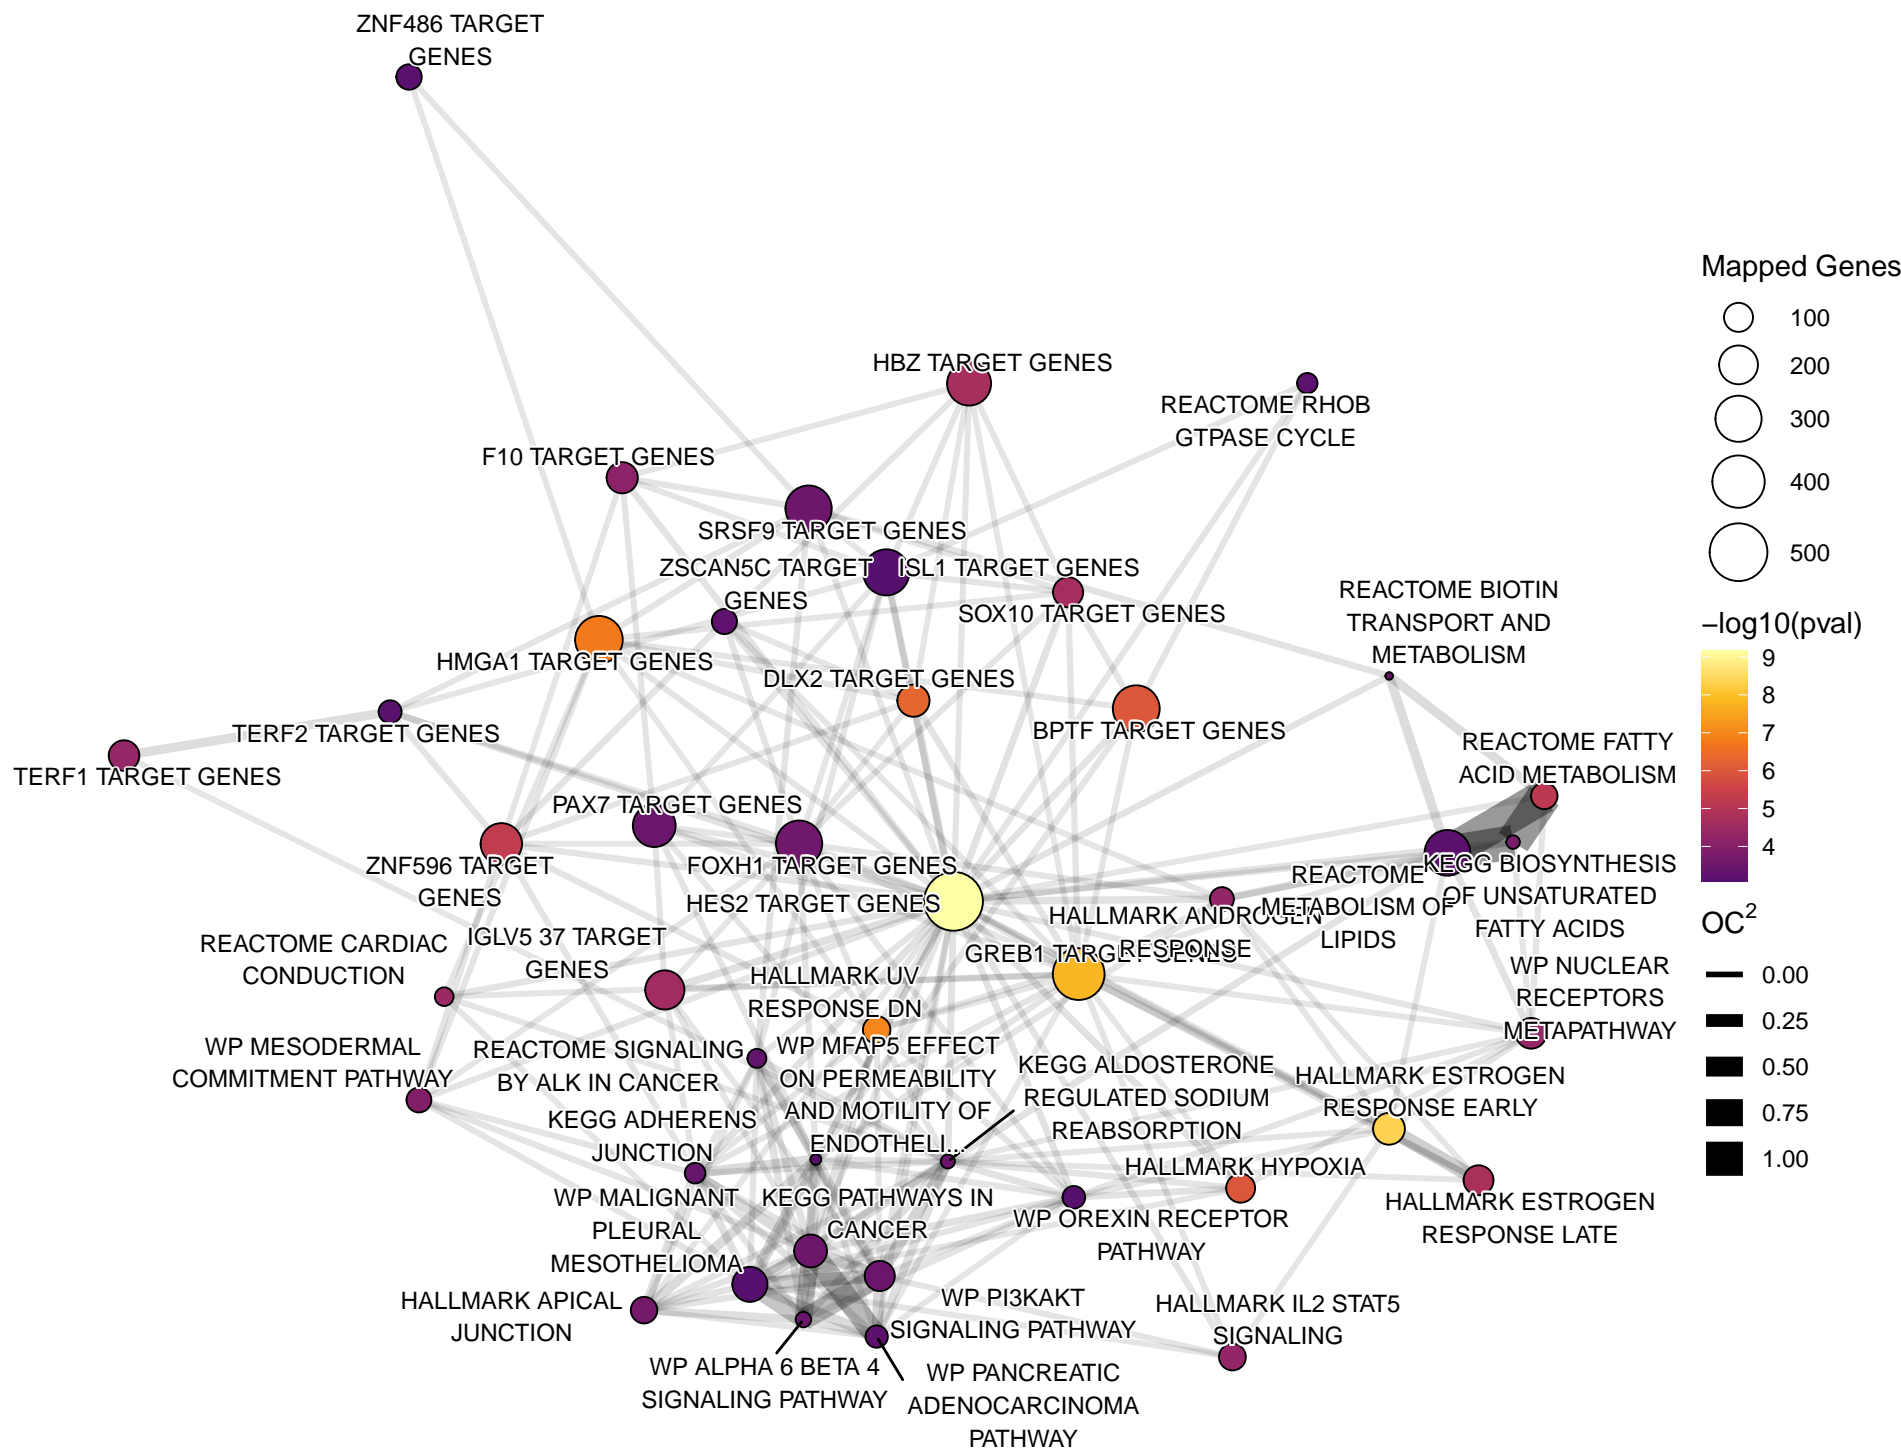 ZNF486 TARGET
GENES
HBZ TARGET GENES
REACTOME RHOB
GTPASE CYCLE
F10 TARGET GENES
SRSF9 TARGET GENES
ZSCAN5C TARGET
GENES
ISL1 TARGET GENES
SOX10 TARGET GENES
REACTOME BIOTIN
TRANSPORT AND
METABOLISM
HMGA1 TARGET GENES
DLX2 TARGET GENES
BPTF TARGET GENES
TERF2 TARGET GENES
TERF1 TARGET GENES
REACTOME FATTY
ACID METABOLISM
PAX7 TARGET GENES
ZNF596 TARGET
GENES
FOXH1 TARGET GENES
HES2 TARGET GENES
REACTOME
METABOLISM OF
LIPIDS
KEGG BIOSYNTHESIS
OF UNSATURATED
FATTY ACIDS
HALLMARK ANDROGEN
RESPONSE
GREB1 TARGET GENES
REACTOME CARDIAC
CONDUCTION
IGLV5 37 TARGET
GENES
HALLMARK UV
RESPONSE DN
WP NUCLEAR
RECEPTORS
METAPATHWAY
WP MESODERMAL
COMMITMENT PATHWAY
REACTOME SIGNALING
BY ALK IN CANCER
WP MFAP5 EFFECT
ON PERMEABILITY
AND MOTILITY OF
ENDOTHELI...
KEGG ALDOSTERONE
REGULATED SODIUM
REABSORPTION
HALLMARK ESTROGEN
RESPONSE EARLY
KEGG ADHERENS
JUNCTION
HALLMARK HYPOXIA
HALLMARK ESTROGEN
RESPONSE LATE
WP MALIGNANT
PLEURAL
MESOTHELIOMA
KEGG PATHWAYS IN
CANCER
WP OREXIN RECEPTOR
PATHWAY
HALLMARK APICAL
JUNCTION
WP PI3KAKT
SIGNALING PATHWAY
HALLMARK IL2 STAT5
SIGNALING
WP ALPHA 6 BETA 4
SIGNALING PATHWAY
WP PANCREATIC
ADENOCARCINOMA
PATHWAY
Mapped Genes
100
200
300
400
500
−log10(pval)
9
8
7
6
5
4
OC²
0.00
0.25
0.50
0.75
1.00